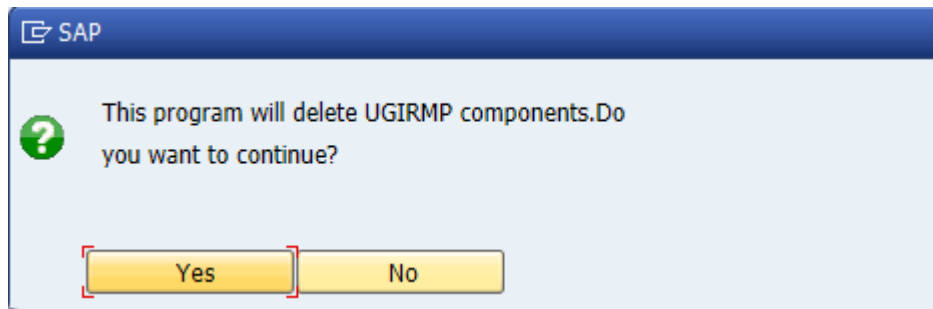 SAP
This program will delete UGIRMP components.Do
you want to continue?
Yes
No